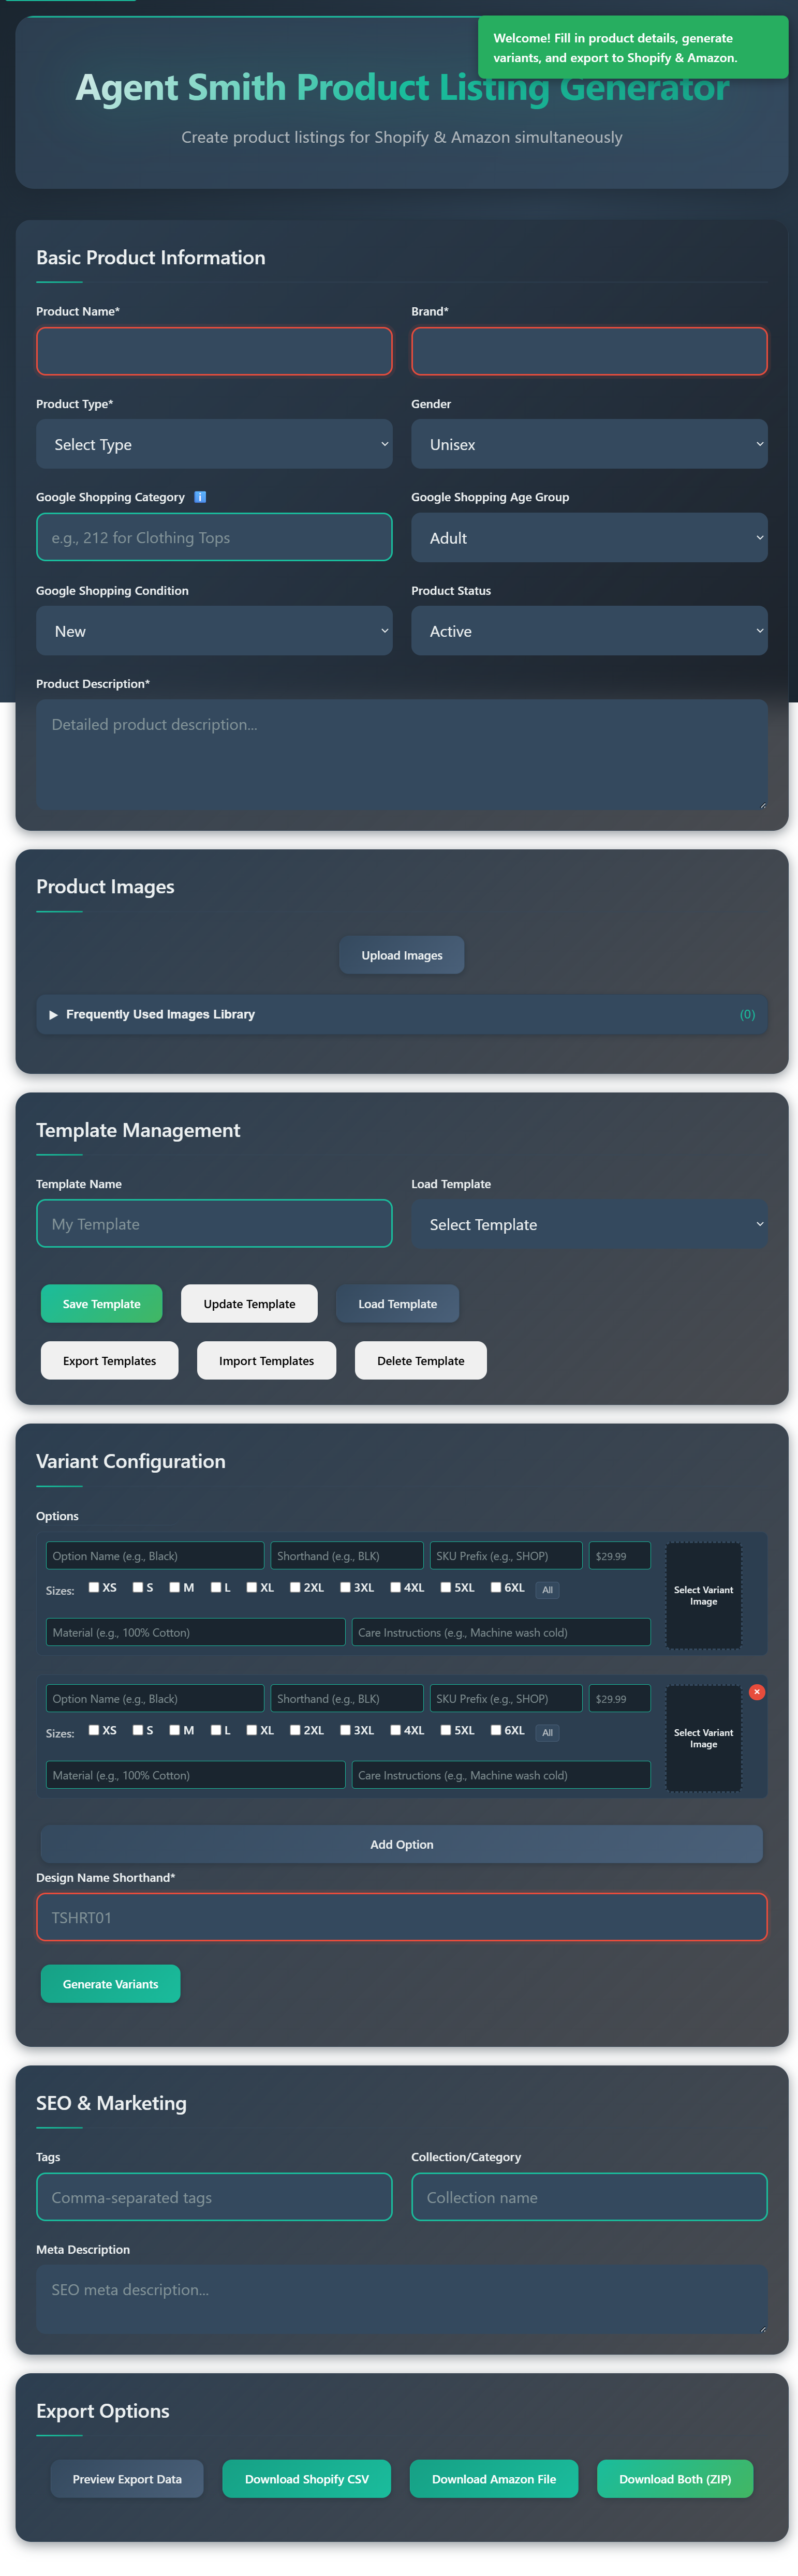 Welcome! Fill in product details, generate
variants, and export to Shopify & Amazon.
Agent Smith Product Listing Generator
Create product listings for Shopify & Amazon simultaneously
Basic Product Information
Product Name*
Brand*
Product Type*
Gender
Select Type
Unisex
Google Shopping Category ℹ️
Google Shopping Age Group
e.g., 212 for Clothing Tops
Adult
Google Shopping Condition
Product Status
New
Active
Product Description*
Detailed product description...
Product Images
Upload Images
▶ Frequently Used Images Library (0)
Template Management
Template Name
Load Template
My Template
Select Template
Save Template
Update Template
Load Template
Export Templates
Import Templates
Delete Template
Variant Configuration
Options
Option Name (e.g., Black)
Shorthand (e.g., BLK)
SKU Prefix (e.g., SHOP)
$29.99
Sizes: XS S M L XL 2XL 3XL 4XL 5XL 6XL All
Select Variant
Image
Material (e.g., 100% Cotton)
Care Instructions (e.g., Machine wash cold)
Option Name (e.g., Black)
Shorthand (e.g., BLK)
SKU Prefix (e.g., SHOP)
$29.99
×
Sizes: XS S M L XL 2XL 3XL 4XL 5XL 6XL All
Select Variant
Image
Material (e.g., 100% Cotton)
Care Instructions (e.g., Machine wash cold)
Add Option
Design Name Shorthand*
TSHRT01
Generate Variants
SEO & Marketing
Tags
Collection/Category
Comma-separated tags
Collection name
Meta Description
SEO meta description...
Export Options
Preview Export Data
Download Shopify CSV
Download Amazon File
Download Both (ZIP)